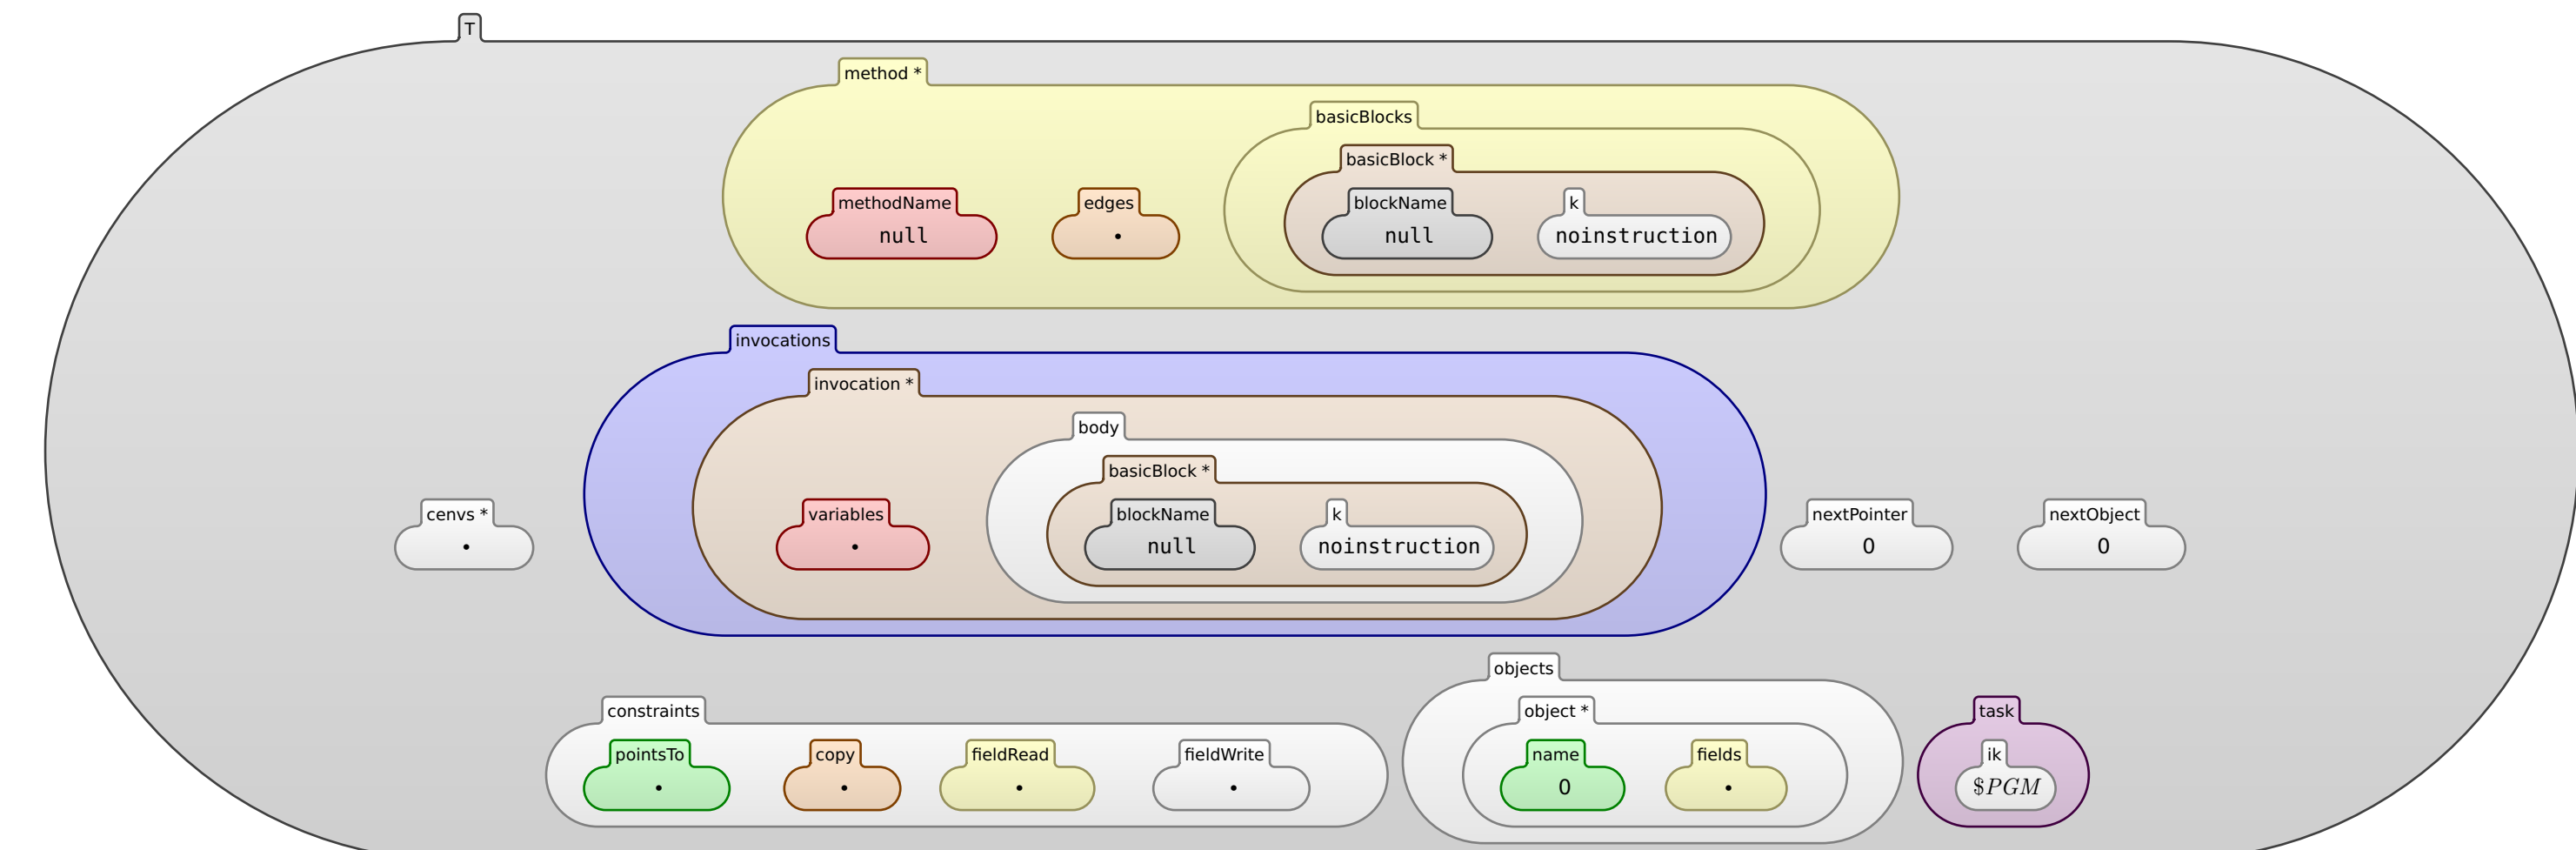 T
method *
basicBlocks
basicBlock *
methodName
edges
blockName
k
null
•
null
noinstruction
invocations
invocation *
body
basicBlock *
cenvs *
variables
blockName
k
nextPointer
nextObject
•
•
null
noinstruction
0
0
objects
constraints
object *
task
pointsTo
copy
fieldRead
fieldWrite
name
fields
ik
•
•
•
•
0
•
$PGM